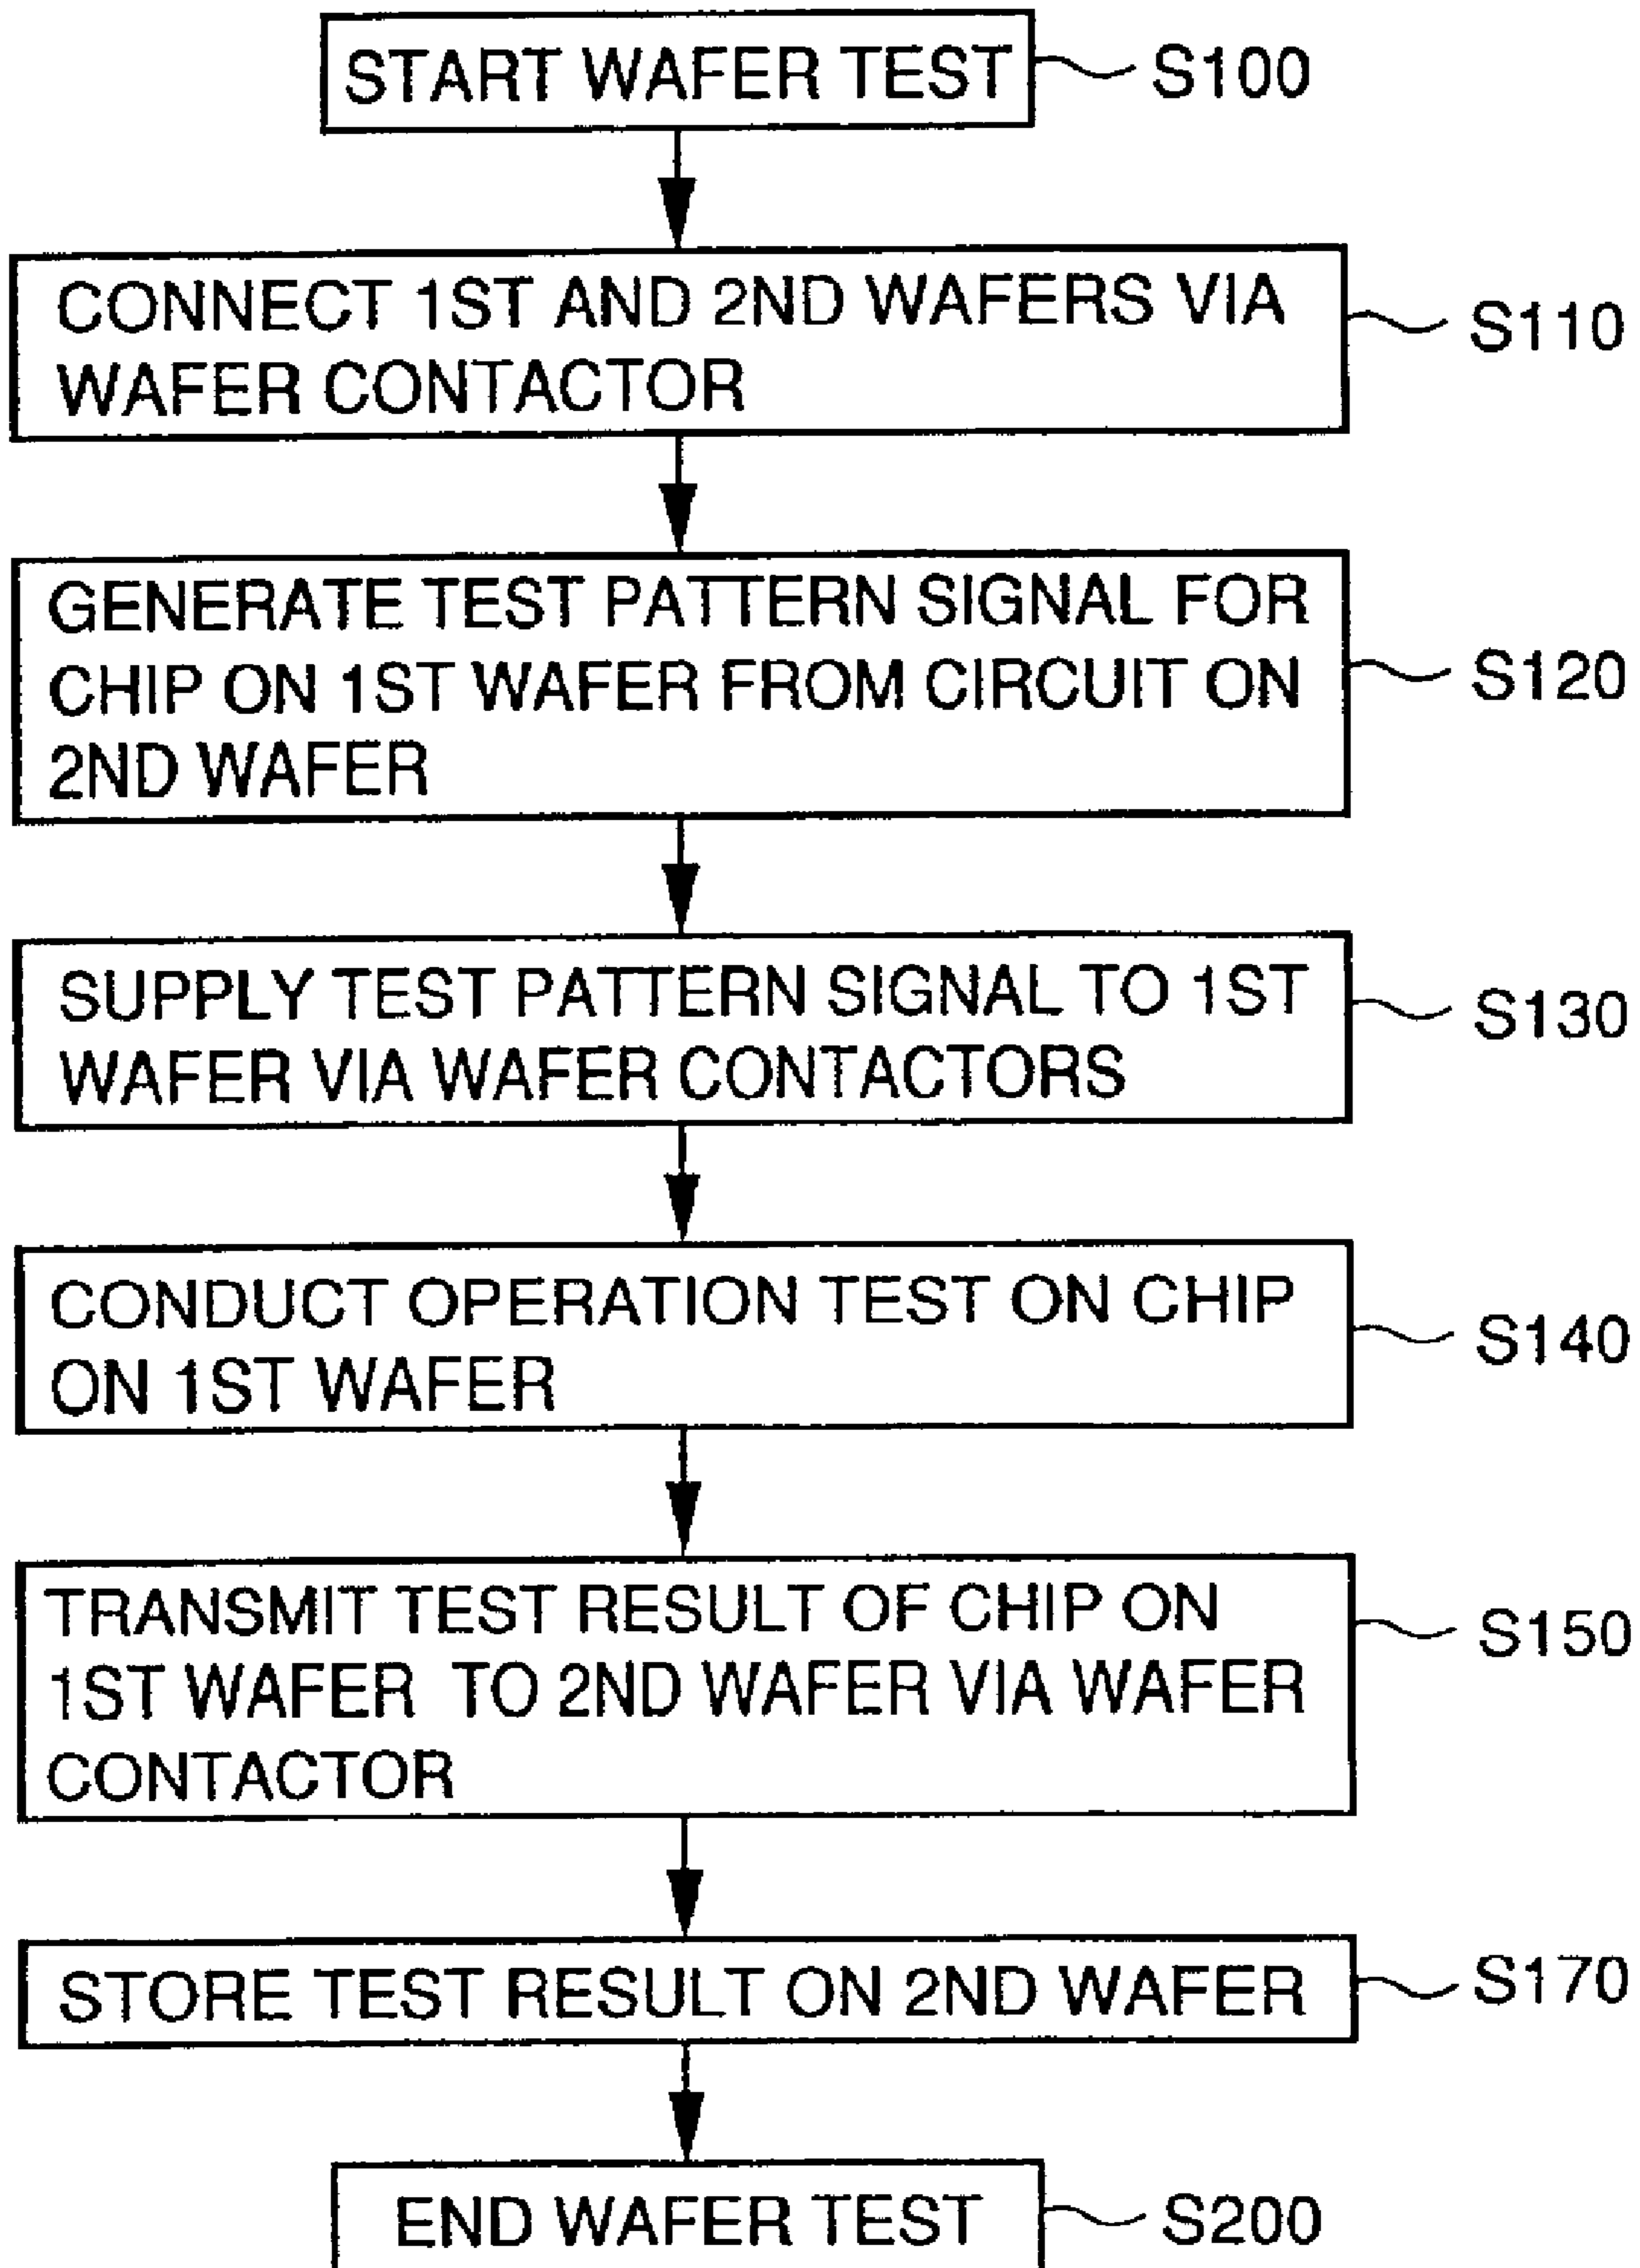 START WAFER TEST
S100
CONNECT 1ST AND 2ND WAFERS VIA
WAFER CONTACTOR
S110
GENERATE TEST PATTERN SIGNAL FOR
CHIP ON 1ST WAFER FROM CIRCUIT ON
2ND WAFER
S120
SUPPLY TEST PATTERN SIGNAL TO 1ST
WAFER VIA WAFER CONTACTORS
S130
CONDUCT OPERATION TEST ON CHIP
ON 1ST WAFER
S140
TRANSMIT TEST RESULT OF CHIP ON
1ST WAFER TO 2ND WAFER VIA WAFER
CONTACTOR
S150
STORE TEST RESULT ON 2ND WAFER
S170
END WAFER TEST
S200